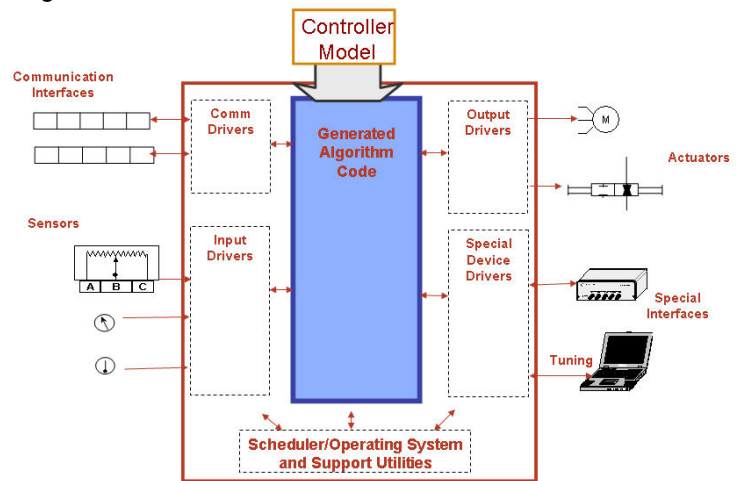 Controller
Model
Communication
Interfaces
Comm
Drivers
Generated
Algorithm
Code
Output
Drivers
M
Actuators
Sensors
Input
Drivers
Special
Device
Drivers
A B C
Special
Interfaces
Tuning
Scheduler/Operating System
and Support Utilities